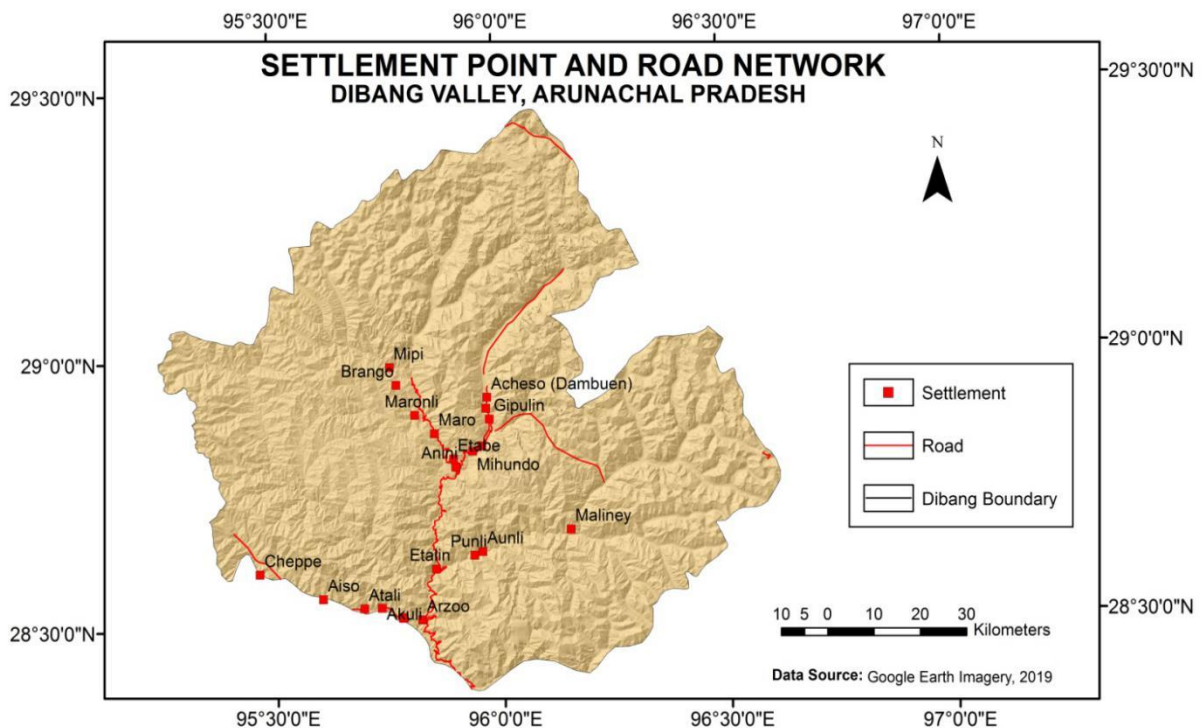 95°30'0"E 96°0'0"E 96°30'0"E 97°0'0"E
SETTLEMENT POINT AND ROAD NETWORK
DIBANG VALLEY, ARUNACHAL PRADESH
29°30'0"N
29°30'0"N
N
29°0'0"N
29°0'0"N
Mipi
Brango
Acheso (Dambuen)
Maronli
Gipulin
Maro
Etabe
Anini
Mihundo
Maliney
Punli
Aunli
Etalin
Cheppe
Aiso
Atali
Akuli
Arzoo
Settlement
Road
Dibang Boundary
28°30'0"N
28°30'0"N
10 5 0 10 20 30
Kilometers
Data Source: Google Earth Imagery, 2019
95°30'0"E 96°0'0"E 96°30'0"E 97°0'0"E